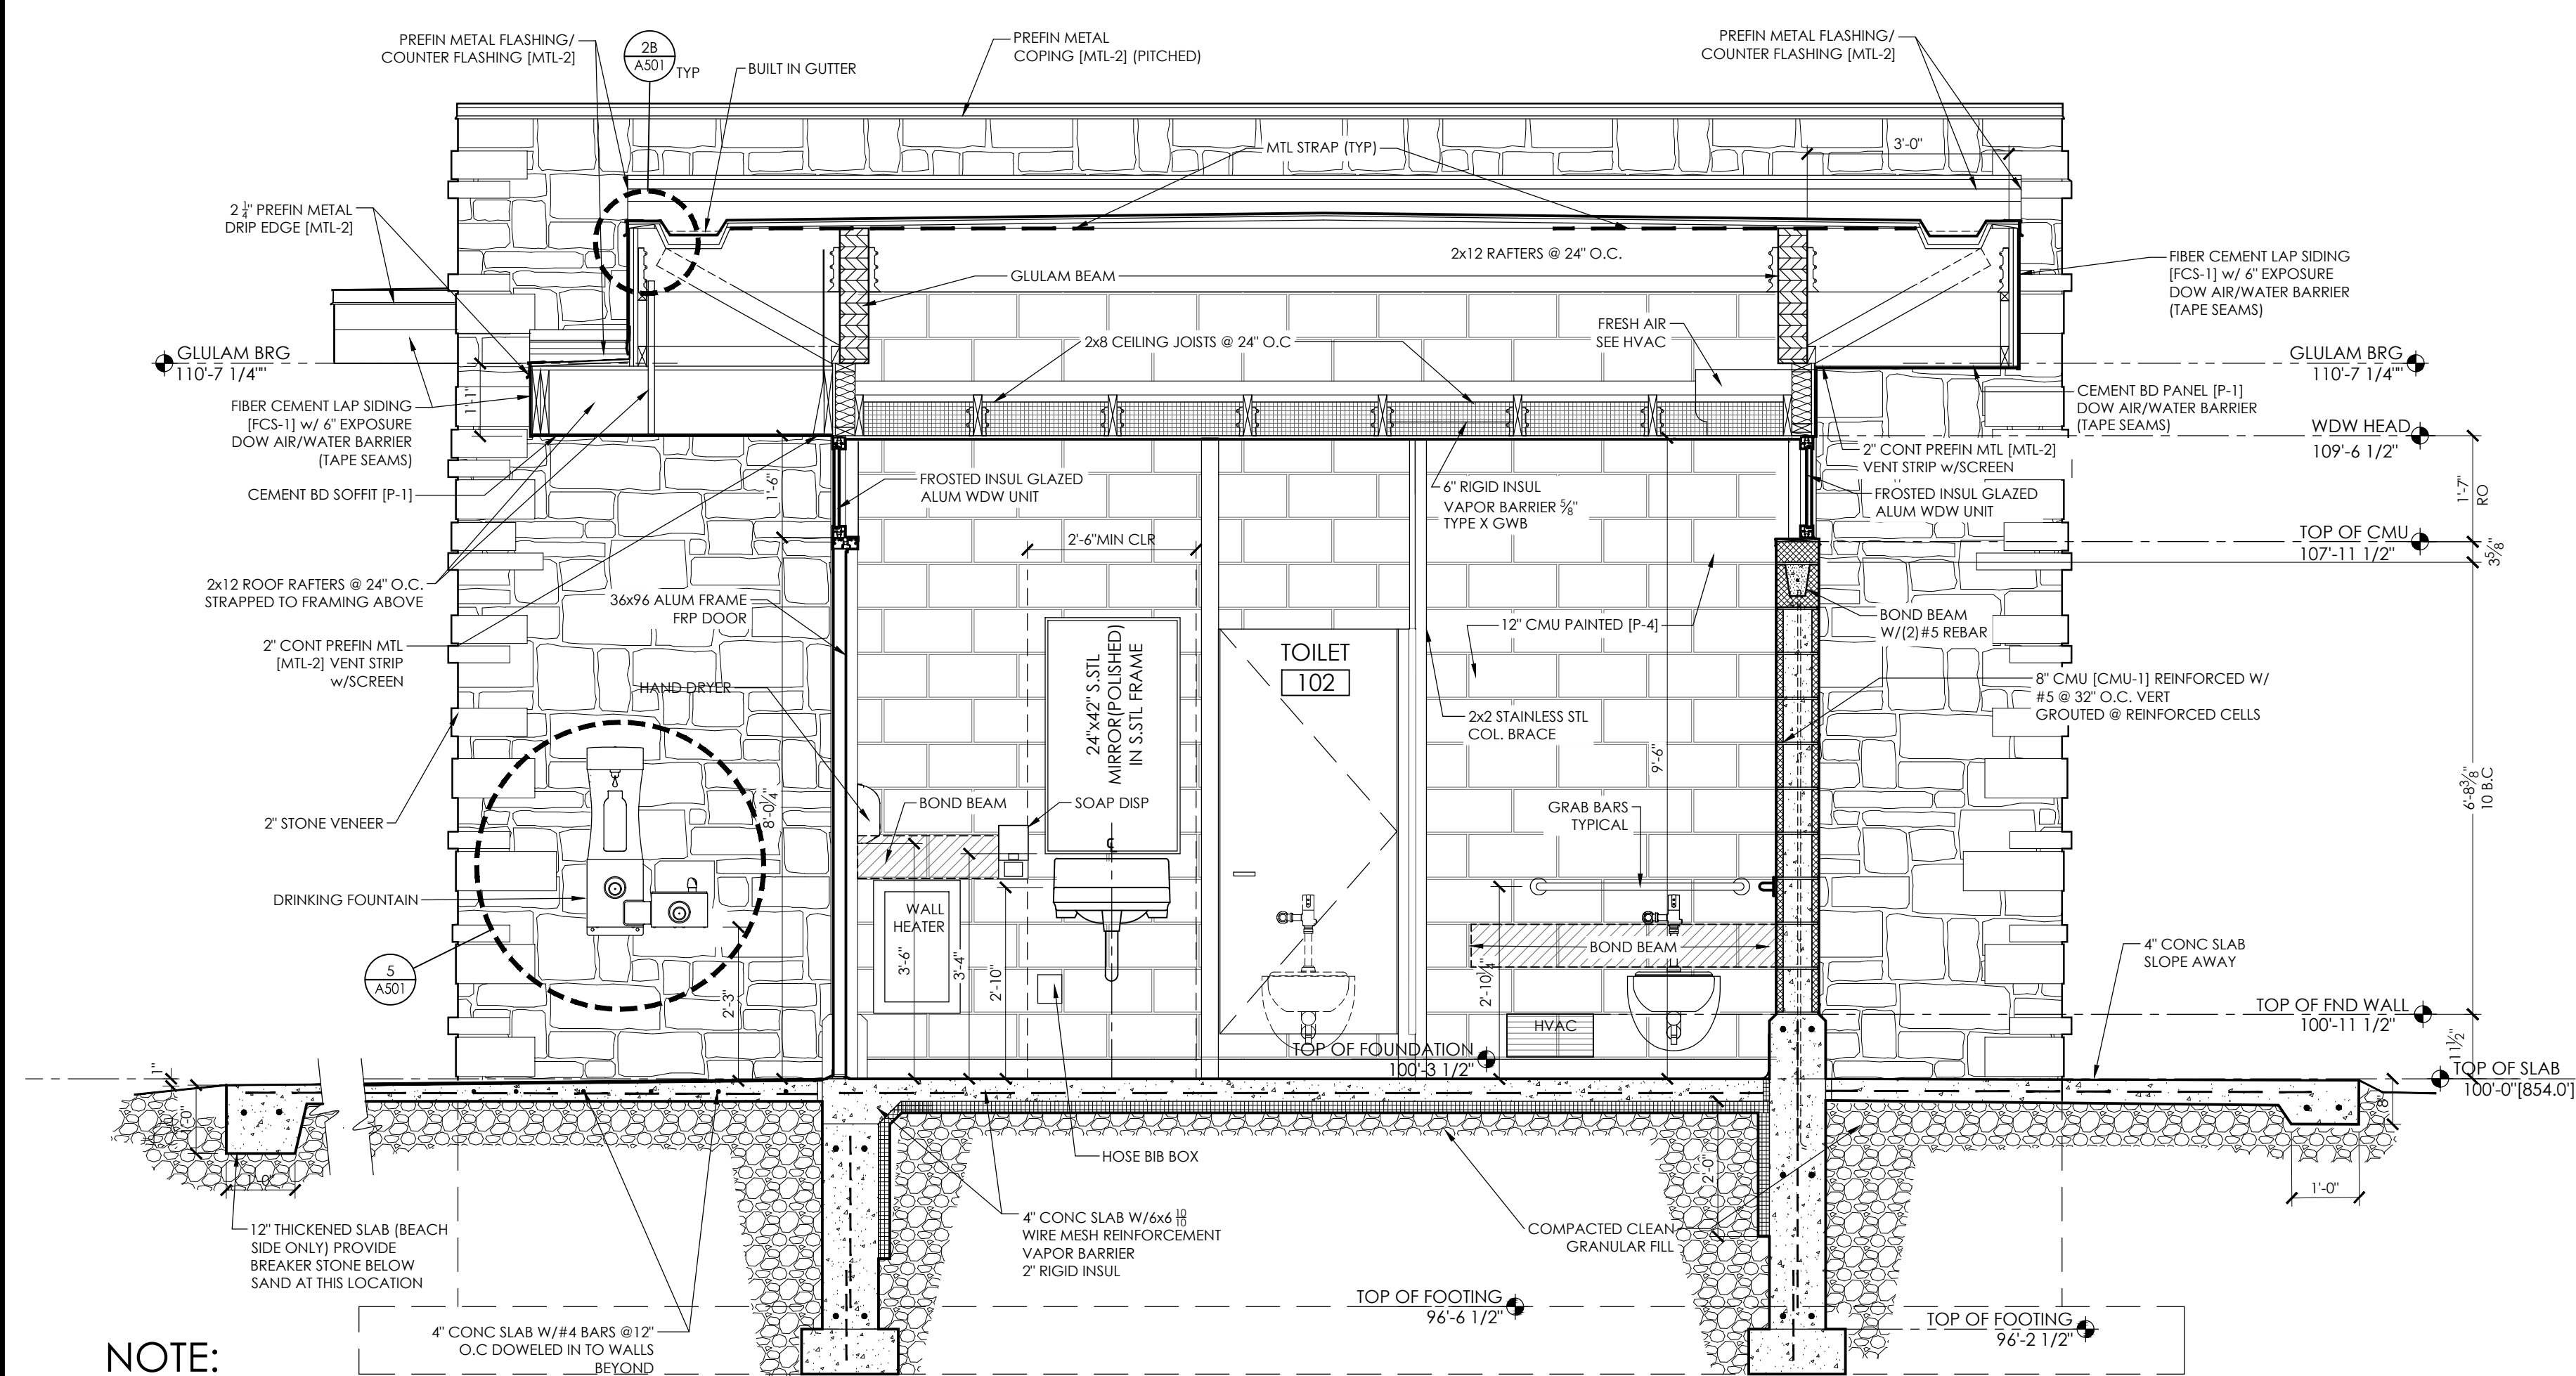 PREFIN METAL FLASHING/
COUNTER FLASHING [MTL-2]
2B
A501
TYP
BUILT IN GUTTER
PREFIN METAL
COPING [MTL-2] (PITCHED)
PREFIN METAL FLASHING/
COUNTER FLASHING [MTL-2]
MTL STRAP (TYP)
3'-0"
2 1/4" PREFIN METAL
DRIP EDGE [MTL-2]
2x12 RAFTERS @ 24" O.C.
GLULAM BEAM
FIBER CEMENT LAP SIDING
[FCS-1] w/ 6" EXPOSURE
DOW AIR/WATER BARRIER
(TAPE SEAMS)
FRESH AIR
SEE HVAC
2x8 CEILING JOISTS @ 24" O.C
GLULAM BRG
110'-7 1/4""
GLULAM BRG
110'-7 1/4""
1'-1"
FIBER CEMENT LAP SIDING
[FCS-1] w/ 6" EXPOSURE
DOW AIR/WATER BARRIER
(TAPE SEAMS)
CEMENT BD PANEL [P-1]
DOW AIR/WATER BARRIER
(TAPE SEAMS)
WDW HEAD
109'-6 1/2"
2" CONT PREFIN MTL [MTL-2]
VENT STRIP w/SCREEN
CEMENT BD SOFFIT [P-1]
1'-6"
FROSTED INSUL GLAZED
ALUM WDW UNIT
6" RIGID INSUL
VAPOR BARRIER 5/8"
TYPE X GWB
FROSTED INSUL GLAZED
ALUM WDW UNIT
1'-7"
RO
TOP OF CMU
107'-11 1/2"
3 5/8"
2'-6"MIN CLR
2x12 ROOF RAFTERS @ 24" O.C.
STRAPPED TO FRAMING ABOVE
36x96 ALUM FRAME
FRP DOOR
12" CMU PAINTED [P-4]
BOND BEAM
W/(2)#5 REBAR
2" CONT PREFIN MTL
[MTL-2] VENT STRIP
w/SCREEN
24"x42" S.STL
MIRROR(POLISHED)
IN S.STL FRAME
TOILET
102
HAND DRYER
8" CMU [CMU-1] REINFORCED W/
#5 @ 32" O.C. VERT
GROUTED @ REINFORCED CELLS
2x2 STAINLESS STL
COL. BRACE
9'-6"
6'-8 3/8"
10 B.C
2" STONE VENEER
8'-0 1/4"
BOND BEAM
SOAP DISP
GRAB BARS
TYPICAL
DRINKING FOUNTAIN
WALL
HEATER
3'-6"
3'-4"
2'-10"
2'-10 1/4"
BOND BEAM
4" CONC SLAB
SLOPE AWAY
5
A501
2'-3"
HVAC
TOP OF FND WALL
100'-11 1/2"
TOP OF FOUNDATION
100'-3 1/2"
11 1/2"
TOP OF SLAB
100'-0"[854.0']
1"
8"
HOSE BIB BOX
2'-0"
1'-0"
12" THICKENED SLAB (BEACH
SIDE ONLY) PROVIDE
BREAKER STONE BELOW
SAND AT THIS LOCATION
4" CONC SLAB W/6x6 10/10
WIRE MESH REINFORCEMENT
VAPOR BARRIER
2" RIGID INSUL
COMPACTED CLEAN
GRANULAR FILL
TOP OF FOOTING
96'-6 1/2"
TOP OF FOOTING
96'-2 1/2"
4" CONC SLAB W/#4 BARS @12"
O.C DOWELED IN TO WALLS
BEYOND
NOTE: